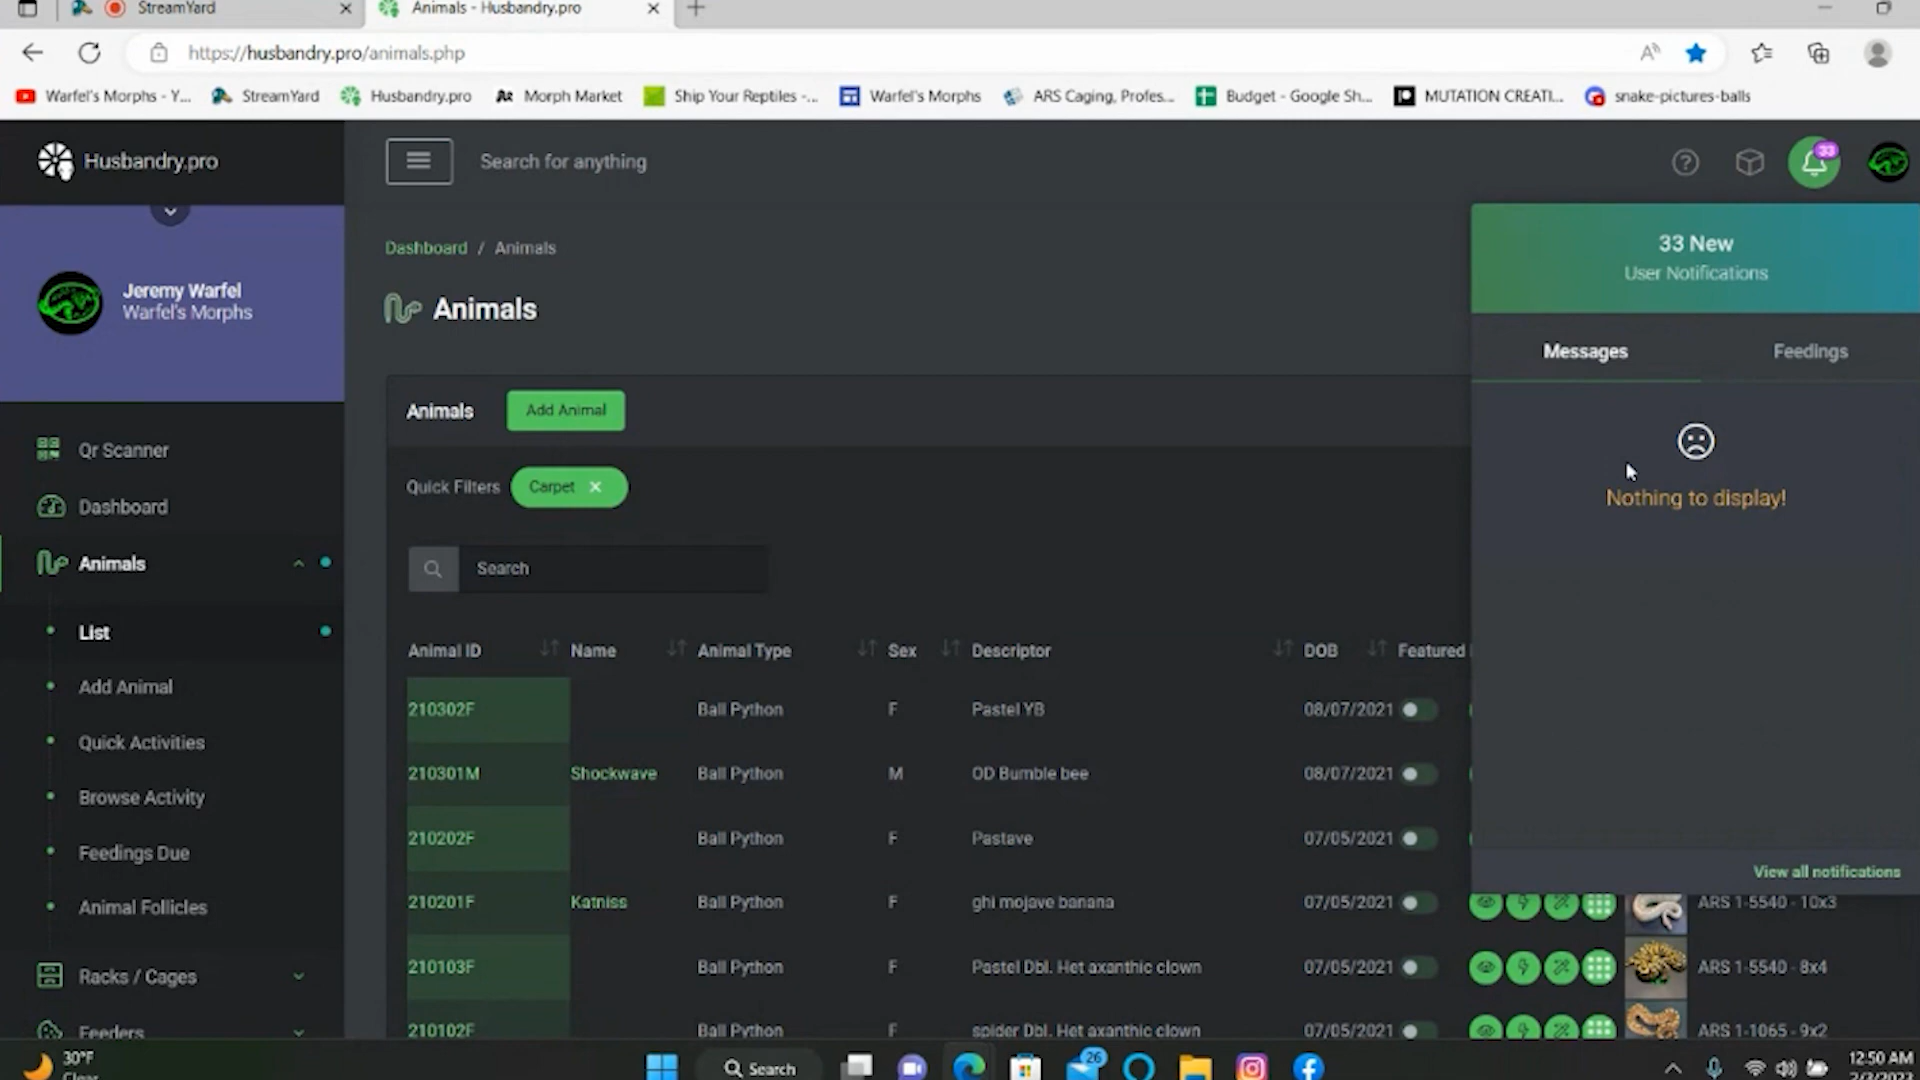 StreamYard
Animals - Husbandry.pro
https://husbandry.pro/animals.php
Warfel's Morphs - Y...
StreamYard
Husbandry.pro
Morph Market
Ship Your Reptiles -...
Warfel's Morphs
ARS Caging, Profes...
Budget - Google Sh...
MUTATION CREATI...
snake-pictures-balls
Husbandry.pro
Search for anything
33
Jeremy Warfel
Warfel's Morphs
Dashboard / Animals
Animals
33 New
User Notifications
Messages
Feedings
Nothing to display!
View all notifications
Animals
Add Animal
Quick Filters
Carpet
Search
Qr Scanner
Dashboard
Animals
List
Add Animal
Quick Activities
Browse Activity
Feedings Due
Animal Follicles
Racks / Cages
Feeders
Animal ID Name Animal Type Sex Descriptor DOB Featured
210302F Ball Python F Pastel YB 08/07/2021
210301M Shockwave Ball Python M OD Bumble bee 08/07/2021
210202F Ball Python F Pastave 07/05/2021
210201F Katniss Ball Python F ghi mojave banana 07/05/2021 ARS 1-5540 - 10x3
210103F Ball Python F Pastel Dbl. Het axanthic clown 07/05/2021 ARS 1-5540 - 8x4
210102F Ball Python F spider Dbl. Het axanthic clown 07/05/2021 ARS 1-1065 - 9x2
30°F
Clear
Search
26
12:50 AM
2/3/2023